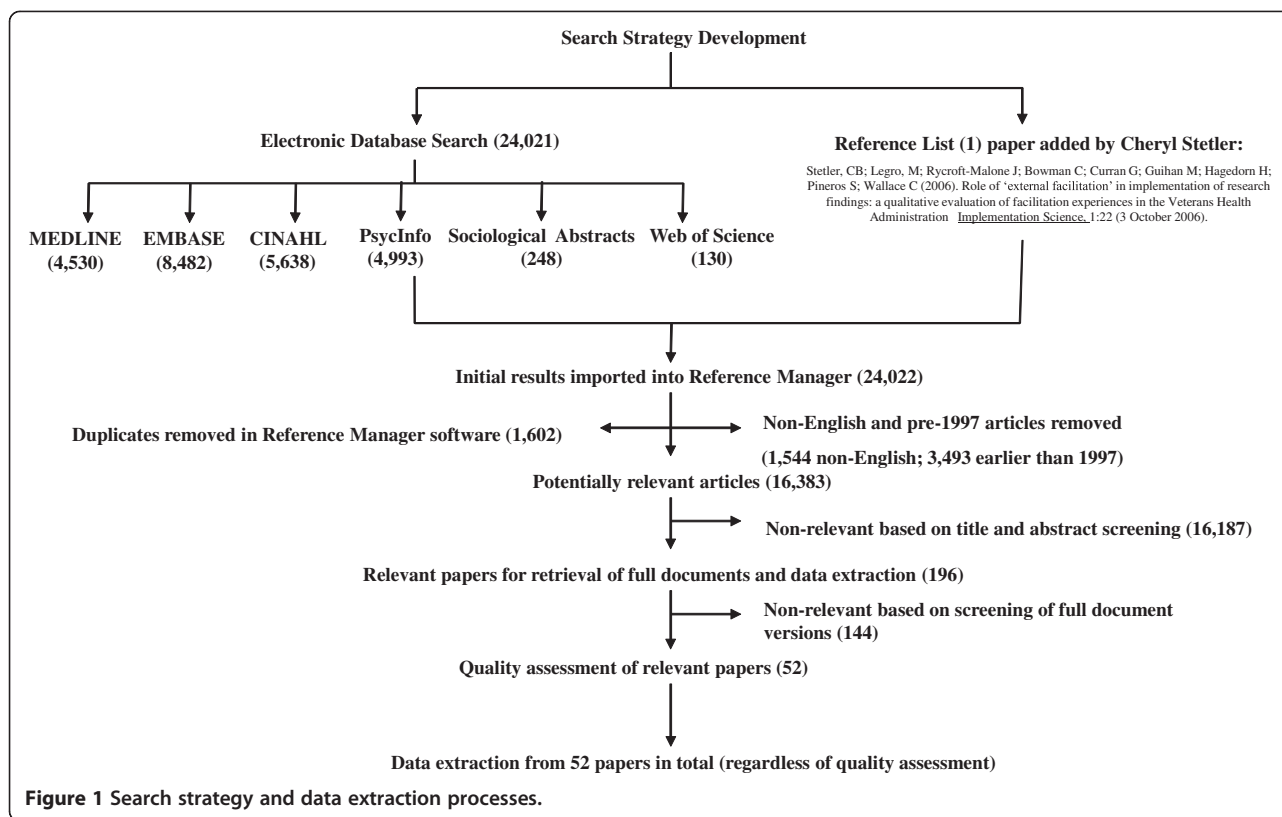 Search Strategy Development
Electronic Database Search (24,021)
Reference List (1) paper added by Cheryl Stetler:
Stetler, CB; Legro, M; Rycroft-Malone J; Bowman C; Curran G; Guihan M; Hagedorn H;
Pineros S; Wallace C (2006). Role of ‘external facilitation’ in implementation of research
findings: a qualitative evaluation of facilitation experiences in the Veterans Health
Administration Implementation Science, 1:22 (3 October 2006).
MEDLINE
(4,530)
EMBASE
(8,482)
CINAHL
(5,638)
PsycInfo
(4,993)
Sociological Abstracts
(248)
Web of Science
(130)
Initial results imported into Reference Manager (24,022)
Duplicates removed in Reference Manager software (1,602)
Non-English and pre-1997 articles removed
(1,544 non-English; 3,493 earlier than 1997)
Potentially relevant articles (16,383)
Non-relevant based on title and abstract screening (16,187)
Relevant papers for retrieval of full documents and data extraction (196)
Non-relevant based on screening of full document
versions (144)
Quality assessment of relevant papers (52)
Data extraction from 52 papers in total (regardless of quality assessment)
Figure 1 Search strategy and data extraction processes.